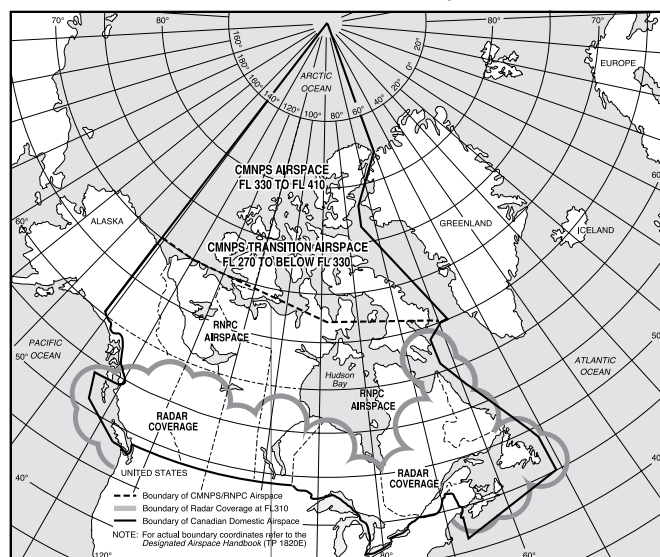 70°
80°
80°
70°
60°
160°
180°
160°
140°
120°
100°
80°
60°
40°
20°
0°
20°
ARCTIC
OCEAN
EUROPE
CMNPS AIRSPACE
FL 330 TO FL 410
ALASKA
GREENLAND
ICELAND
CMNPS TRANSITION AIRSPACE
FL 270 TO BELOW FL 330
60°
60°
RNPC
AIRSPACE
PACIFIC
OCEAN
50°
50°
Hudson
Bay
ATLANTIC
OCEAN
RNPC
AIRSPACE
RADAR
COVERAGE
40°
40°
RADAR
COVERAGE
UNITED STATES
Boundary of CMNPS/RNPC Airspace
Boundary of Radar Coverage at FL310
Boundary of Canadian Domestic Airspace
NOTE: For actual boundary coordinates refer to the
Designated Airspace Handbook (TP 1820E)
120°
80°
60°